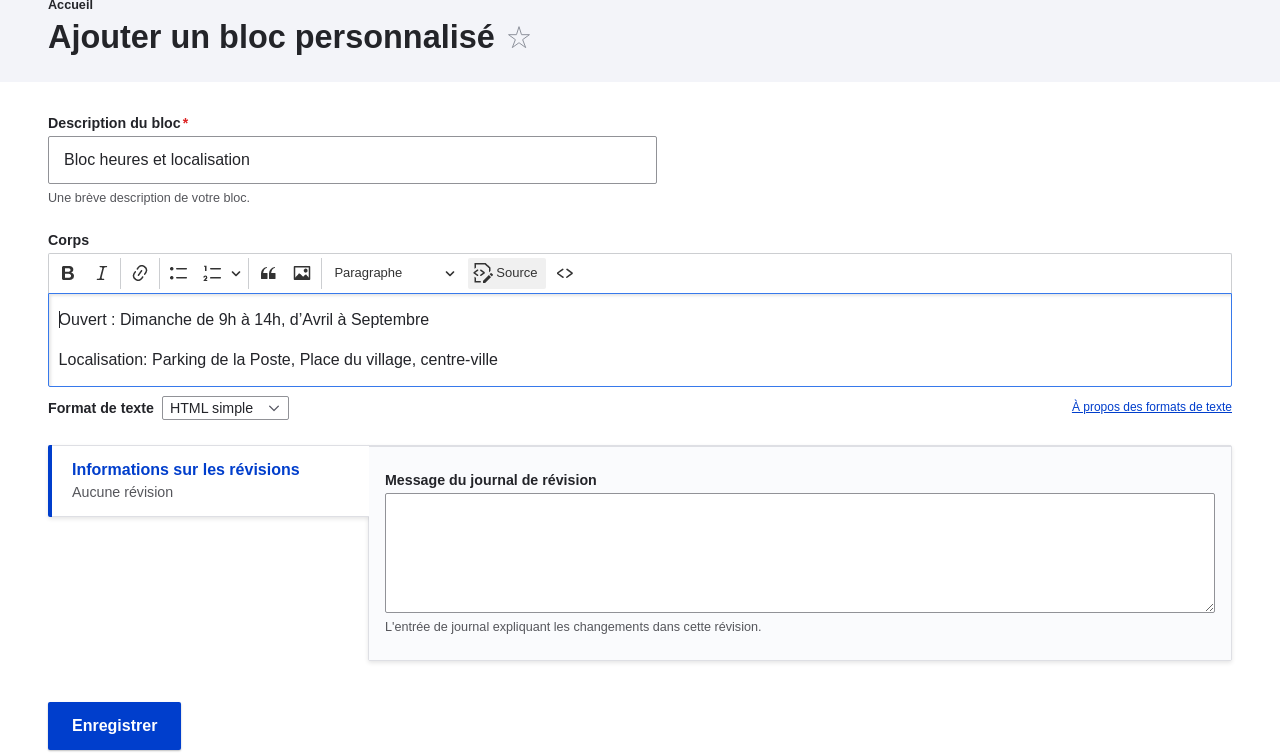 Accueil
Ajouter un bloc personnalisé
Description du bloc*
Bloc heures et localisation
Une brève description de votre bloc.
Corps
Paragraphe Source
Ouvert : Dimanche de 9h à 14h, d’Avril à Septembre
Localisation: Parking de la Poste, Place du village, centre-ville
Format de texte HTML simple À propos des formats de texte
Informations sur les révisions
Aucune révision
Message du journal de révision
L'entrée de journal expliquant les changements dans cette révision.
Enregistrer